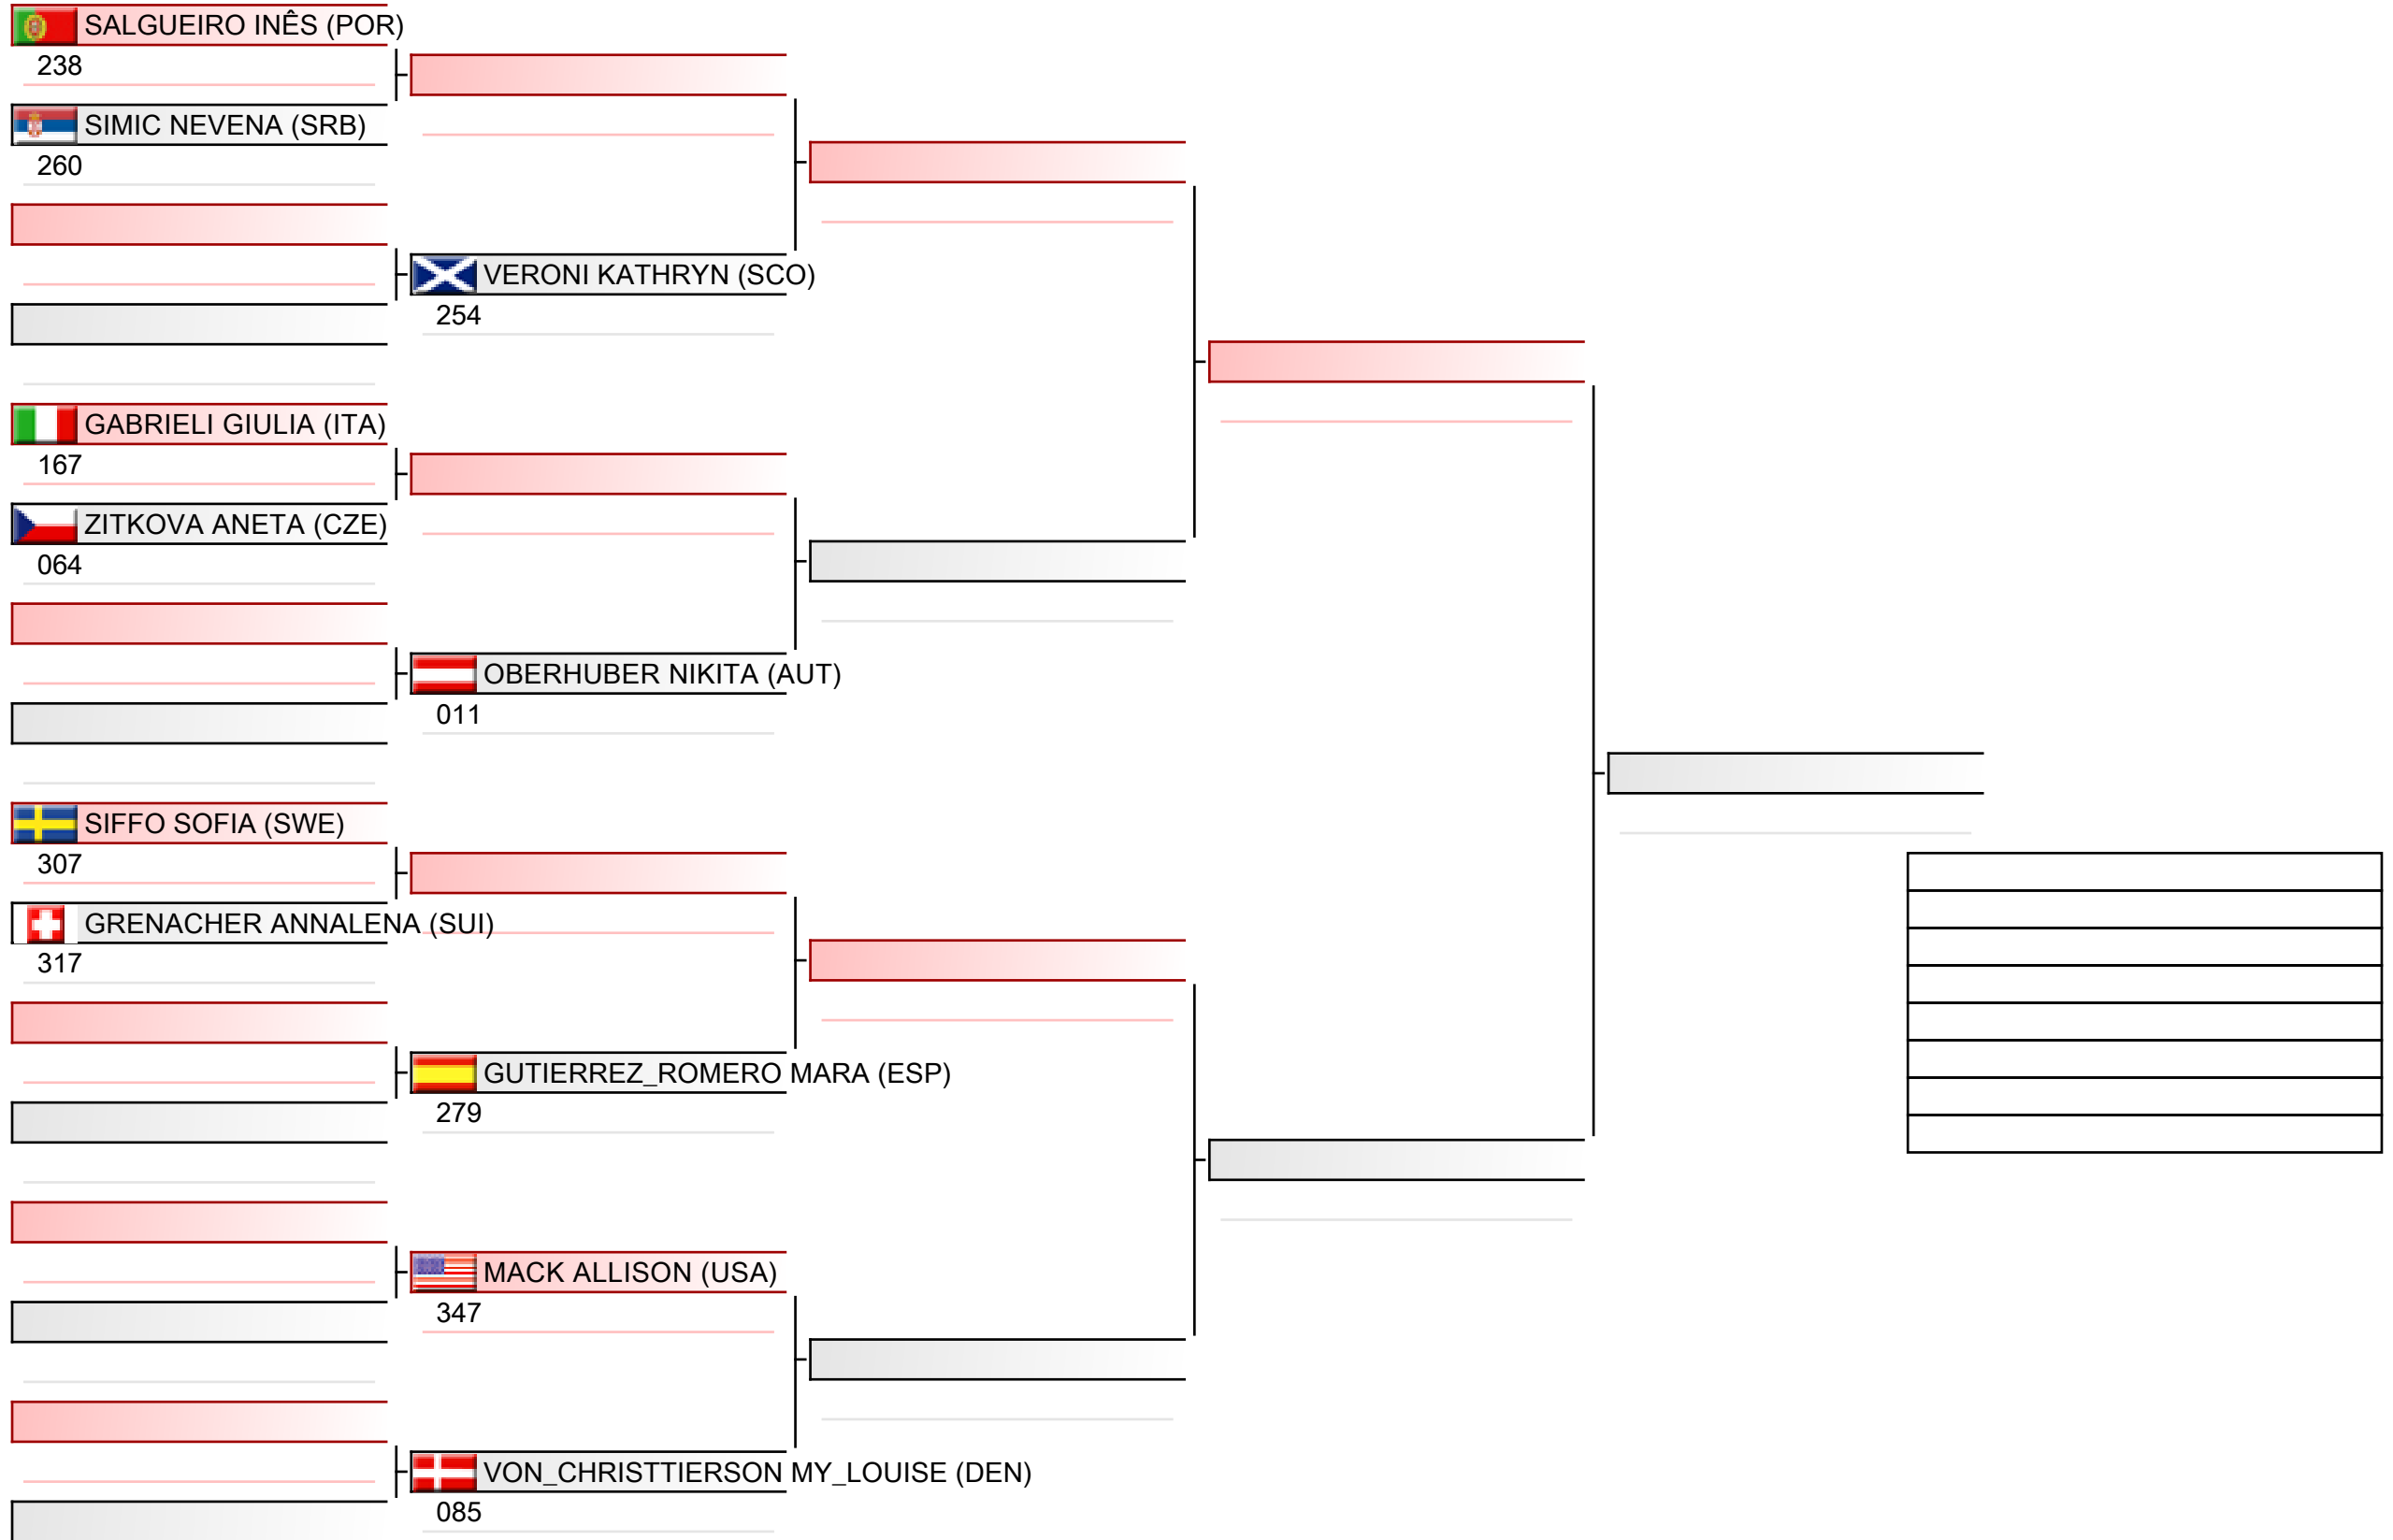 SALGUEIRO INÊS (POR)
238
SIMIC NEVENA (SRB)
260
VERONI KATHRYN (SCO)
254
GABRIELI GIULIA (ITA)
167
ZITKOVA ANETA (CZE)
064
OBERHUBER NIKITA (AUT)
011
SIFFO SOFIA (SWE)
307
GRENACHER ANNALENA (SUI)
317
GUTIERREZ_ROMERO MARA (ESP)
279
MACK ALLISON (USA)
347
VON_CHRISTTIERSON MY_LOUISE (DEN)
085